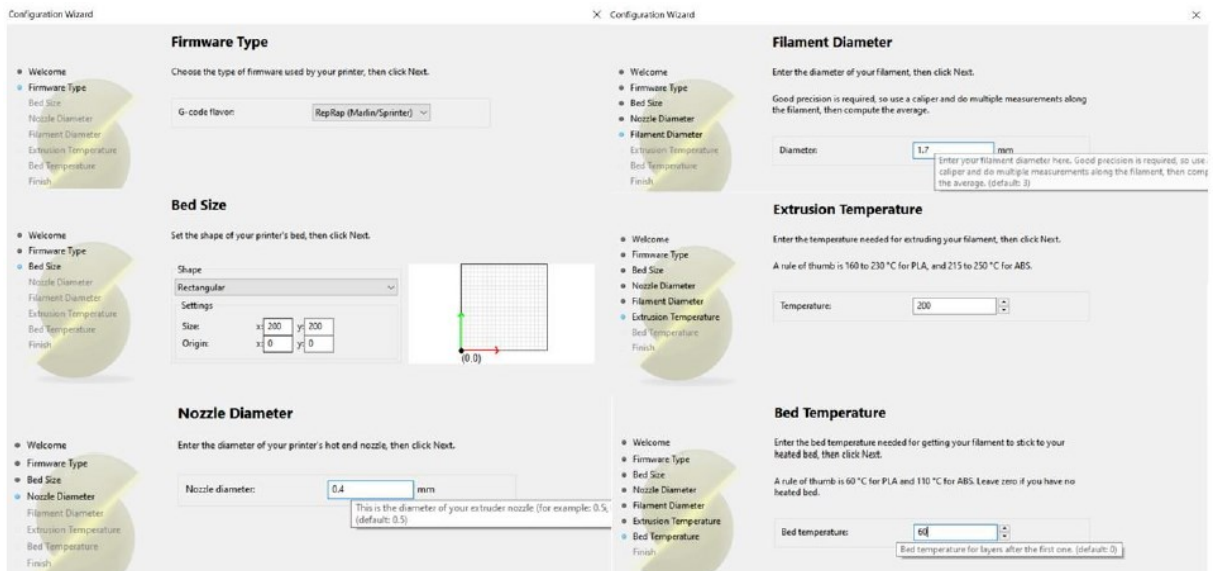 Configuration Wizard
Firmware Type
Welcome
Firmware Type
Bed Size
Nozzle Diameter
Filament Diameter
Extrusion Temperature
Bed Temperature
Finish
Choose the type of firmware used by your printer, then click Next.
G-code flavor:
RepRap (Marlin/Sprinter)
Bed Size
Welcome
Firmware Type
Bed Size
Nozzle Diameter
Filament Diameter
Extrusion Temperature
Bed Temperature
Finish
Set the shape of your printer's bed, then click Next.
Shape
Rectangular
Settings
Size: x: 200 y: 200
Origin: x: 0 y: 0
(0,0)
Nozzle Diameter
Welcome
Firmware Type
Bed Size
Nozzle Diameter
Filament Diameter
Extrusion Temperature
Bed Temperature
Finish
Enter the diameter of your printer's hot end nozzle, then click Next.
Nozzle diameter: 0.4 mm
This is the diameter of your extruder nozzle (for example: 0.5,
(default: 0.5)
Configuration Wizard
Filament Diameter
Welcome
Firmware Type
Bed Size
Nozzle Diameter
Filament Diameter
Extrusion Temperature
Bed Temperature
Finish
Enter the diameter of your filament, then click Next.
Good precision is required, so use a caliper and do multiple measurements along
the filament, then compute the average.
Diameter: 1.7 mm
Enter your filament diameter here. Good precision is required, so use
caliper and do multiple measurements along the filament, then comp
the average. (default: 3)
Extrusion Temperature
Welcome
Firmware Type
Bed Size
Nozzle Diameter
Filament Diameter
Extrusion Temperature
Bed Temperature
Finish
Enter the temperature needed for extruding your filament, then click Next.
A rule of thumb is 160 to 230 °C for PLA, and 215 to 250 °C for ABS.
Temperature: 200
Bed Temperature
Welcome
Firmware Type
Bed Size
Nozzle Diameter
Filament Diameter
Extrusion Temperature
Bed Temperature
Finish
Enter the bed temperature needed for getting your filament to stick to your
heated bed, then click Next.
A rule of thumb is 60 °C for PLA and 110 °C for ABS. Leave zero if you have no
heated bed.
Bed temperature: 60
Bed temperature for layers after the first one. (default: 0)